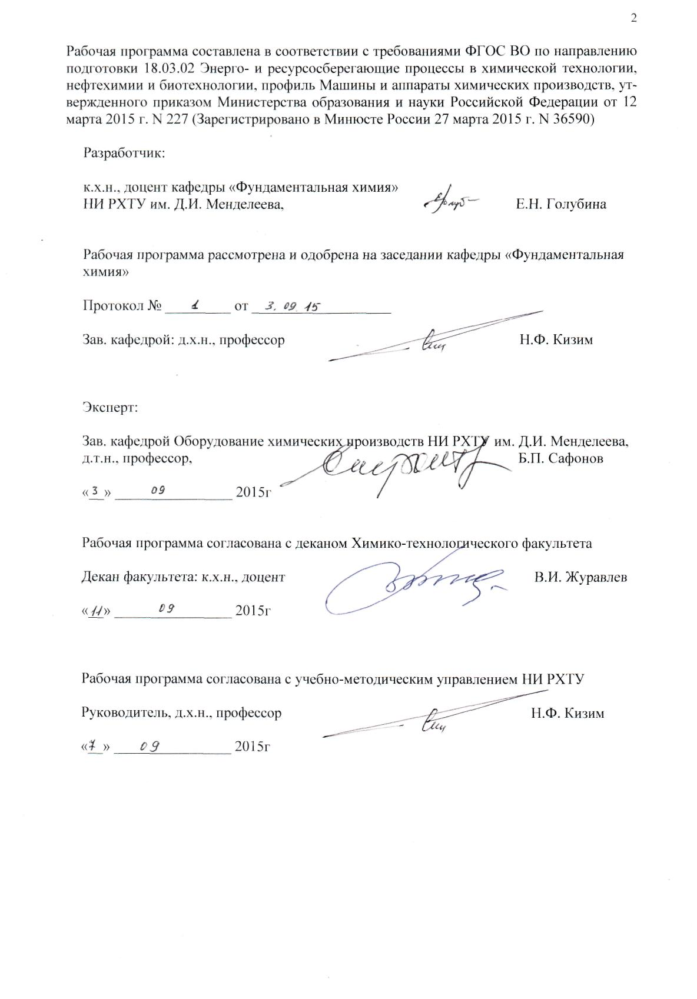 2
Рабочая программа составлена в соответствии с требованиями ФГОС ВО по направлению
подготовки 18.03.02 Энерго- и ресурсосберегающие процессы в химической технологии,
нефтехимии и биотехнологии, профиль Машины и аппараты химических производств, ут-
вержденного приказом Министерства образования и науки Российской Федерации от 12
марта 2015 г. N 227 (Зарегистрировано в Минюсте России 27 марта 2015 г. N 36590)
Разработчик:
к.х.н., доцент кафедры «Фундаментальная химия»
НИ РХТУ им. Д.И. Менделеева, Е.Н. Голубина
Рабочая программа рассмотрена и одобрена на заседании кафедры «Фундаментальная
химия»
Протокол № 1 от 3. 09. 15
Зав. кафедрой: д.х.н., профессор Н.Ф. Кизим
Эксперт:
Зав. кафедрой Оборудование химических производств НИ РХТУ им. Д.И. Менделеева,
д.т.н., профессор, Б.П. Сафонов
«3» 09 2015г
Рабочая программа согласована с деканом Химико-технологического факультета
Декан факультета: к.х.н., доцент В.И. Журавлев
«11» 09 2015г
Рабочая программа согласована с учебно-методическим управлением НИ РХТУ
Руководитель, д.х.н., профессор Н.Ф. Кизим
«7» 09 2015г